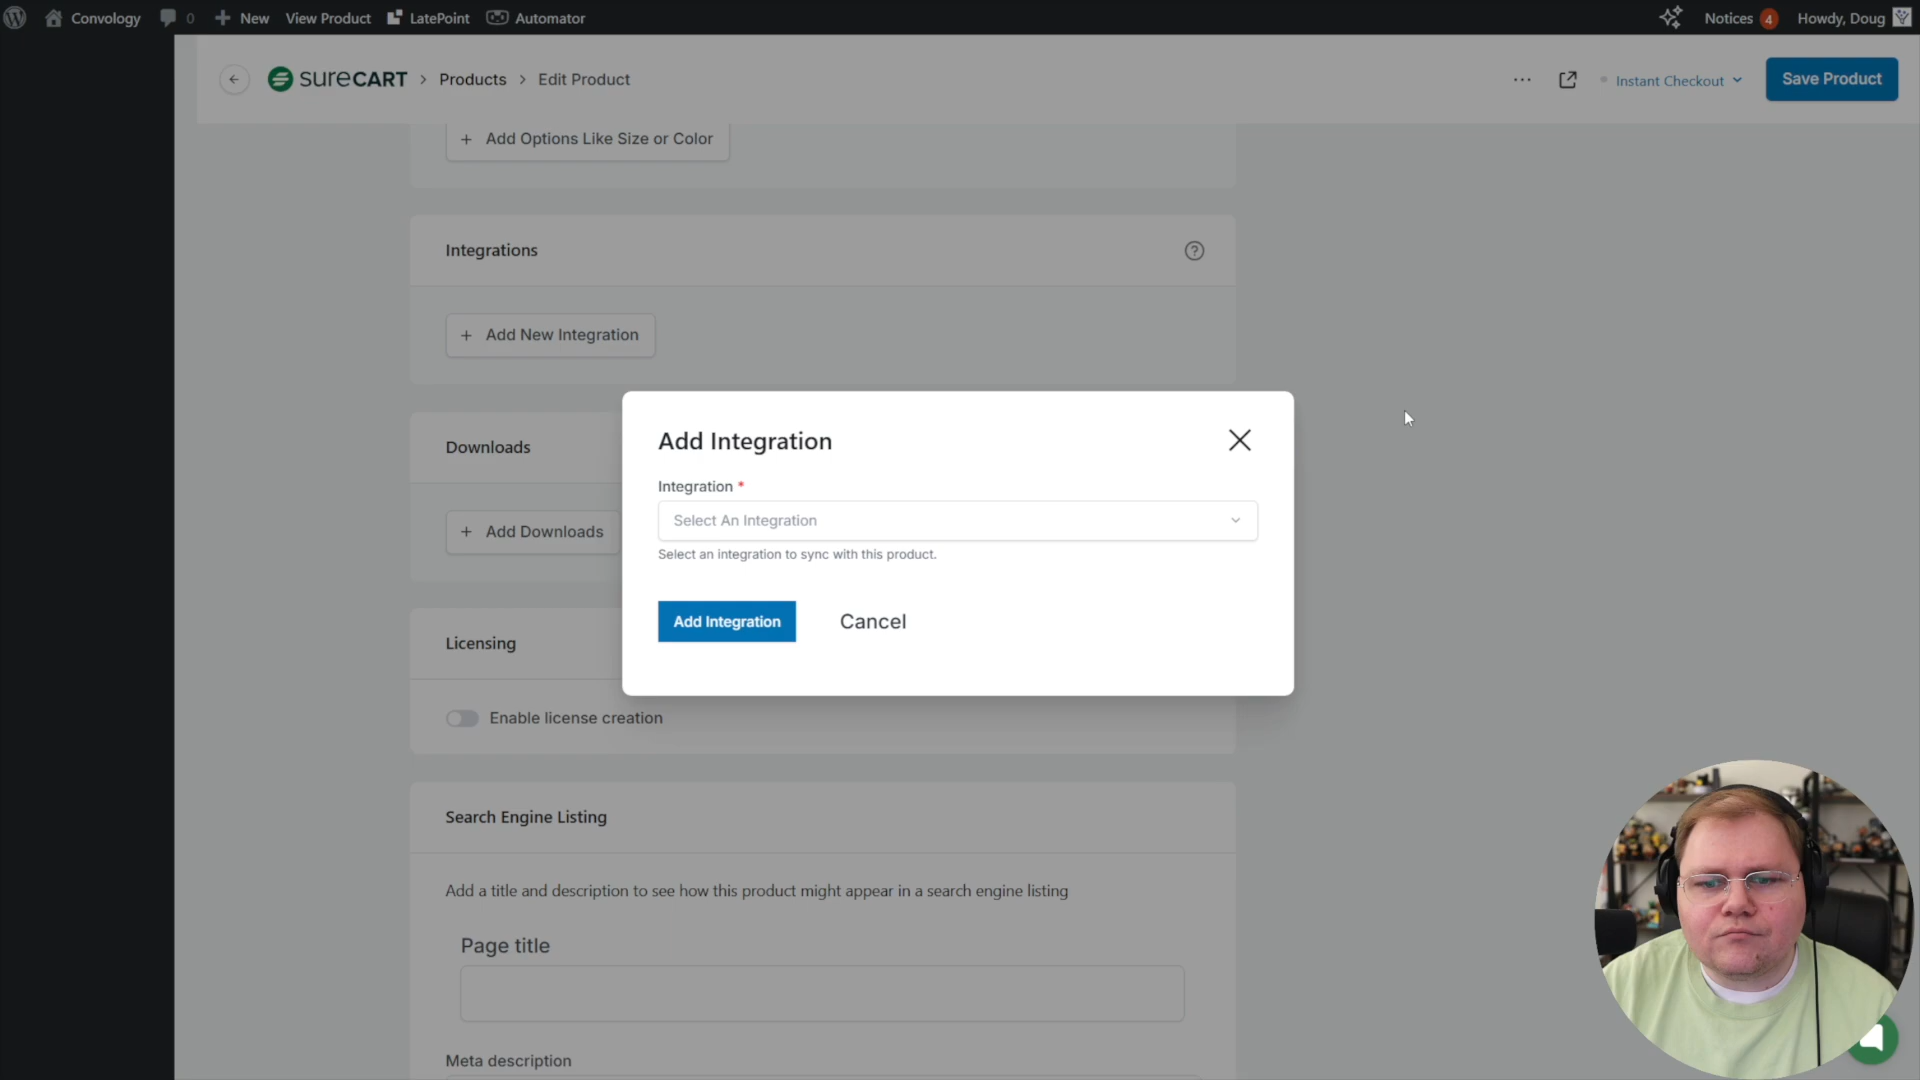 Convology
0
New
View Product
LatePoint
Automator
Notices 4
Howdy, Doug
SURECART
Products
Edit Product
Instant Checkout
Save Product
+ Add Options Like Size or Color
Integrations
?
+ Add New Integration
Downloads
+ Add Downloads
Add Integration
Integration *
Select An Integration
Select an integration to sync with this product.
Add Integration
Cancel
Licensing
Enable license creation
Search Engine Listing
Add a title and description to see how this product might appear in a search engine listing
Page title
Meta description